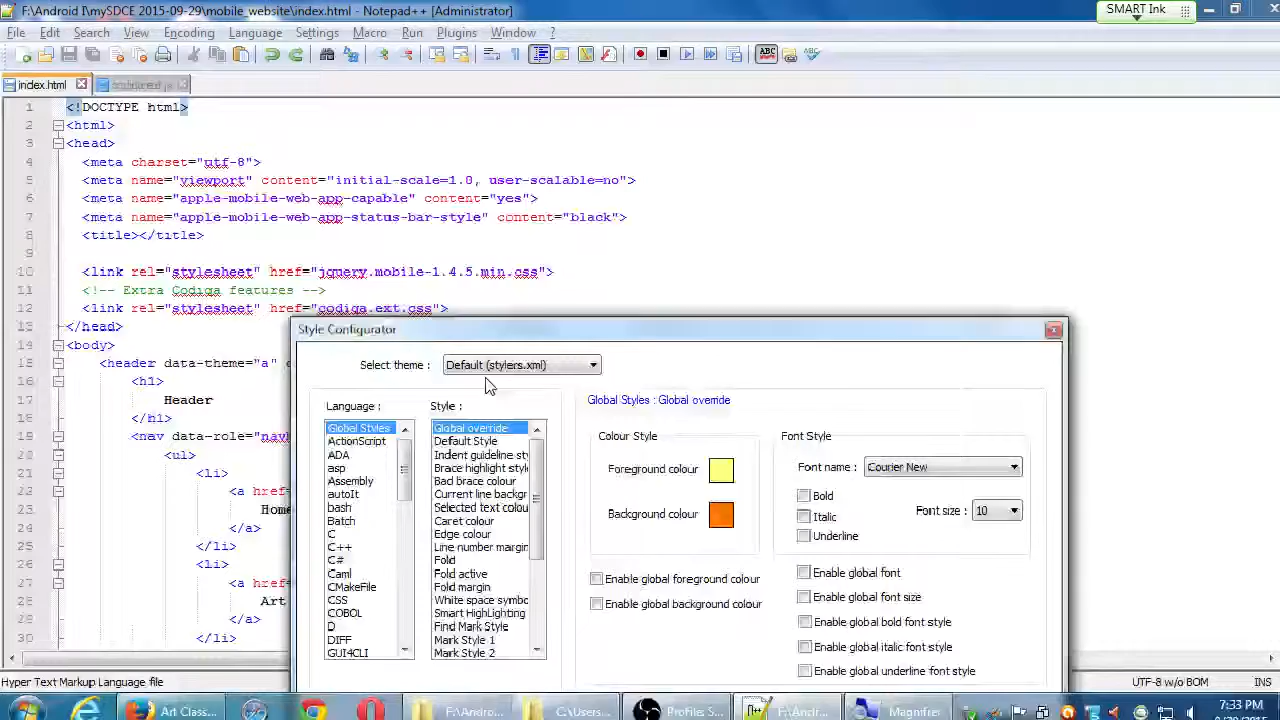 F:\Android I\mySDCE 2015-09-29\mobile_website\index.html - Notepad++ [Administrator]
SMART Ink
File Edit Search View Encoding Language Settings Macro Run Plugins Window ?
index.html
1 <!DOCTYPE html>
2 <html>
3 <head>
4 <meta charset="utf-8">
5 <meta name="viewport" content="initial-scale=1.0, user-scalable=no">
6 <meta name="apple-mobile-web-app-capable" content="yes">
7 <meta name="apple-mobile-web-app-status-bar-style" content="black">
8 <title></title>
9
10 <link rel="stylesheet" href="jquery.mobile-1.4.5.min.css">
11 <!-- Extra Codiqa features -->
12 <link rel="stylesheet" href="codiqa.ext.css">
13 </head>
14 <body>
15 <header data-theme="a"
16 <h1>
17 Header
18 </h1>
19 <nav data-role="nav
20 <ul>
21 <li>
22 <a href
23 Home
24 </a>
25 </li>
26 <li>
27 <a href
28 Art
29 </a>
30 </li>
Style Configurator
Select theme : Default (stylers.xml)
Language :
Global Styles
ActionScript
ADA
asp
Assembly
autoIt
bash
Batch
C
C++
C#
Caml
CMakeFile
CSS
COBOL
D
DIFF
GUI4CLI
Style :
Global override
Default Style
Indent guideline sty
Brace highlight style
Bad brace colour
Current line backgr
Selected text colou
Caret colour
Edge colour
Line number margin
Fold
Fold active
Fold margin
White space symbo
Smart HighLighting
Find Mark Style
Mark Style 1
Mark Style 2
Global Styles : Global override
Colour Style
Foreground colour
Background colour
Enable global foreground colour
Enable global background colour
Font Style
Font name : Courier New
Bold
Italic
Underline
Font size : 10
Enable global font
Enable global font size
Enable global bold font style
Enable global italic font style
Enable global underline font style
Hyper Text Markup Language file
UTF-8 w/o BOM INS
Art Class...
F:\Andro...
C:\Users...
Profiles S...
F:\Andr...
Magnifier
7:33 PM